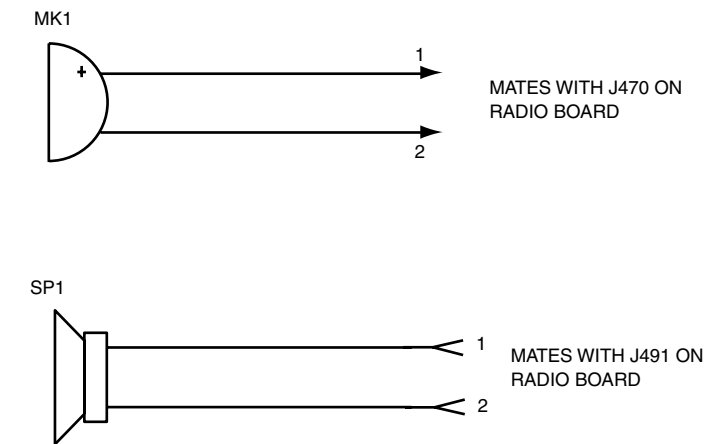 MK1
+
1
MATES WITH J470 ON
RADIO BOARD
2
SP1
1
MATES WITH J491 ON
RADIO BOARD
2